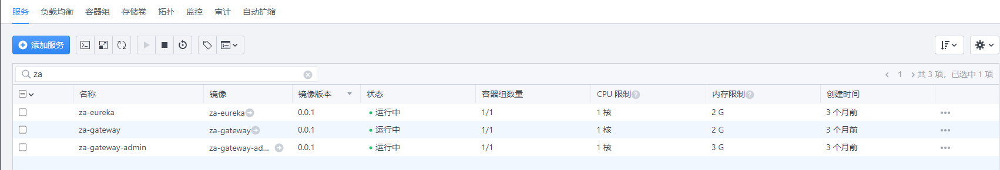 服务 负载均衡 容器组 存储卷 拓扑 监控 审计 自动扩缩
添加服务
za
1 共 3 项，已选中 1 项
名称 镜像 镜像版本 状态 容器组数量 CPU 限制 内存限制 创建时间
za-eureka za-eureka 0.0.1 运行中 1/1 1 核 2 G 3 个月前
za-gateway za-gateway 0.0.1 运行中 1/1 1 核 2 G 3 个月前
za-gateway-admin za-gateway-ad... 0.0.1 运行中 1/1 1 核 3 G 3 个月前